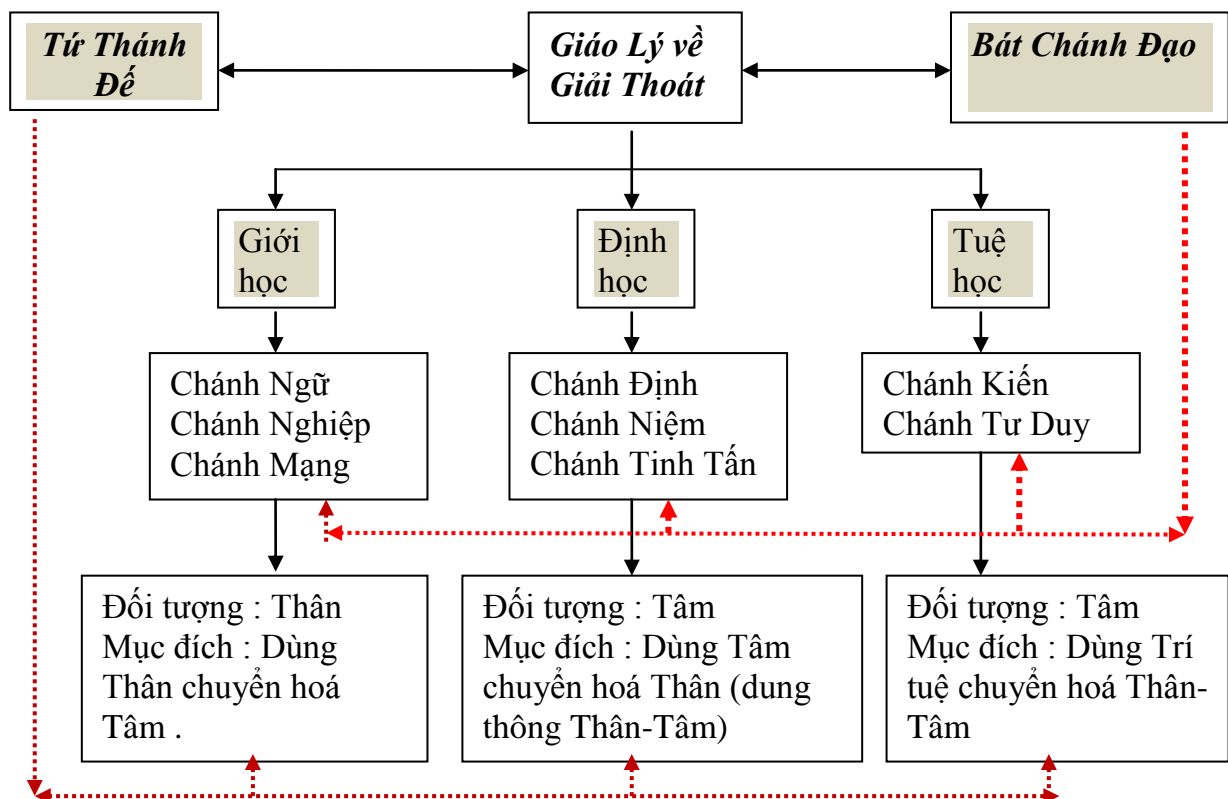 Tứ Thánh
Đế
Giáo Lý về
Giải Thoát
Bát Chánh Đạo
Giới
học
Định
học
Tuệ
học
Chánh Ngữ
Chánh Nghiệp
Chánh Mạng
Chánh Định
Chánh Niệm
Chánh Tinh Tấn
Chánh Kiến
Chánh Tư Duy
Đối tượng : Thân
Mục đích : Dùng
Thân chuyển hoá
Tâm .
Đối tượng : Tâm
Mục đích : Dùng Tâm
chuyển hoá Thân (dung
thông Thân-Tâm)
Đối tượng : Tâm
Mục đích : Dùng Trí
tuệ chuyển hoá Thân-
Tâm